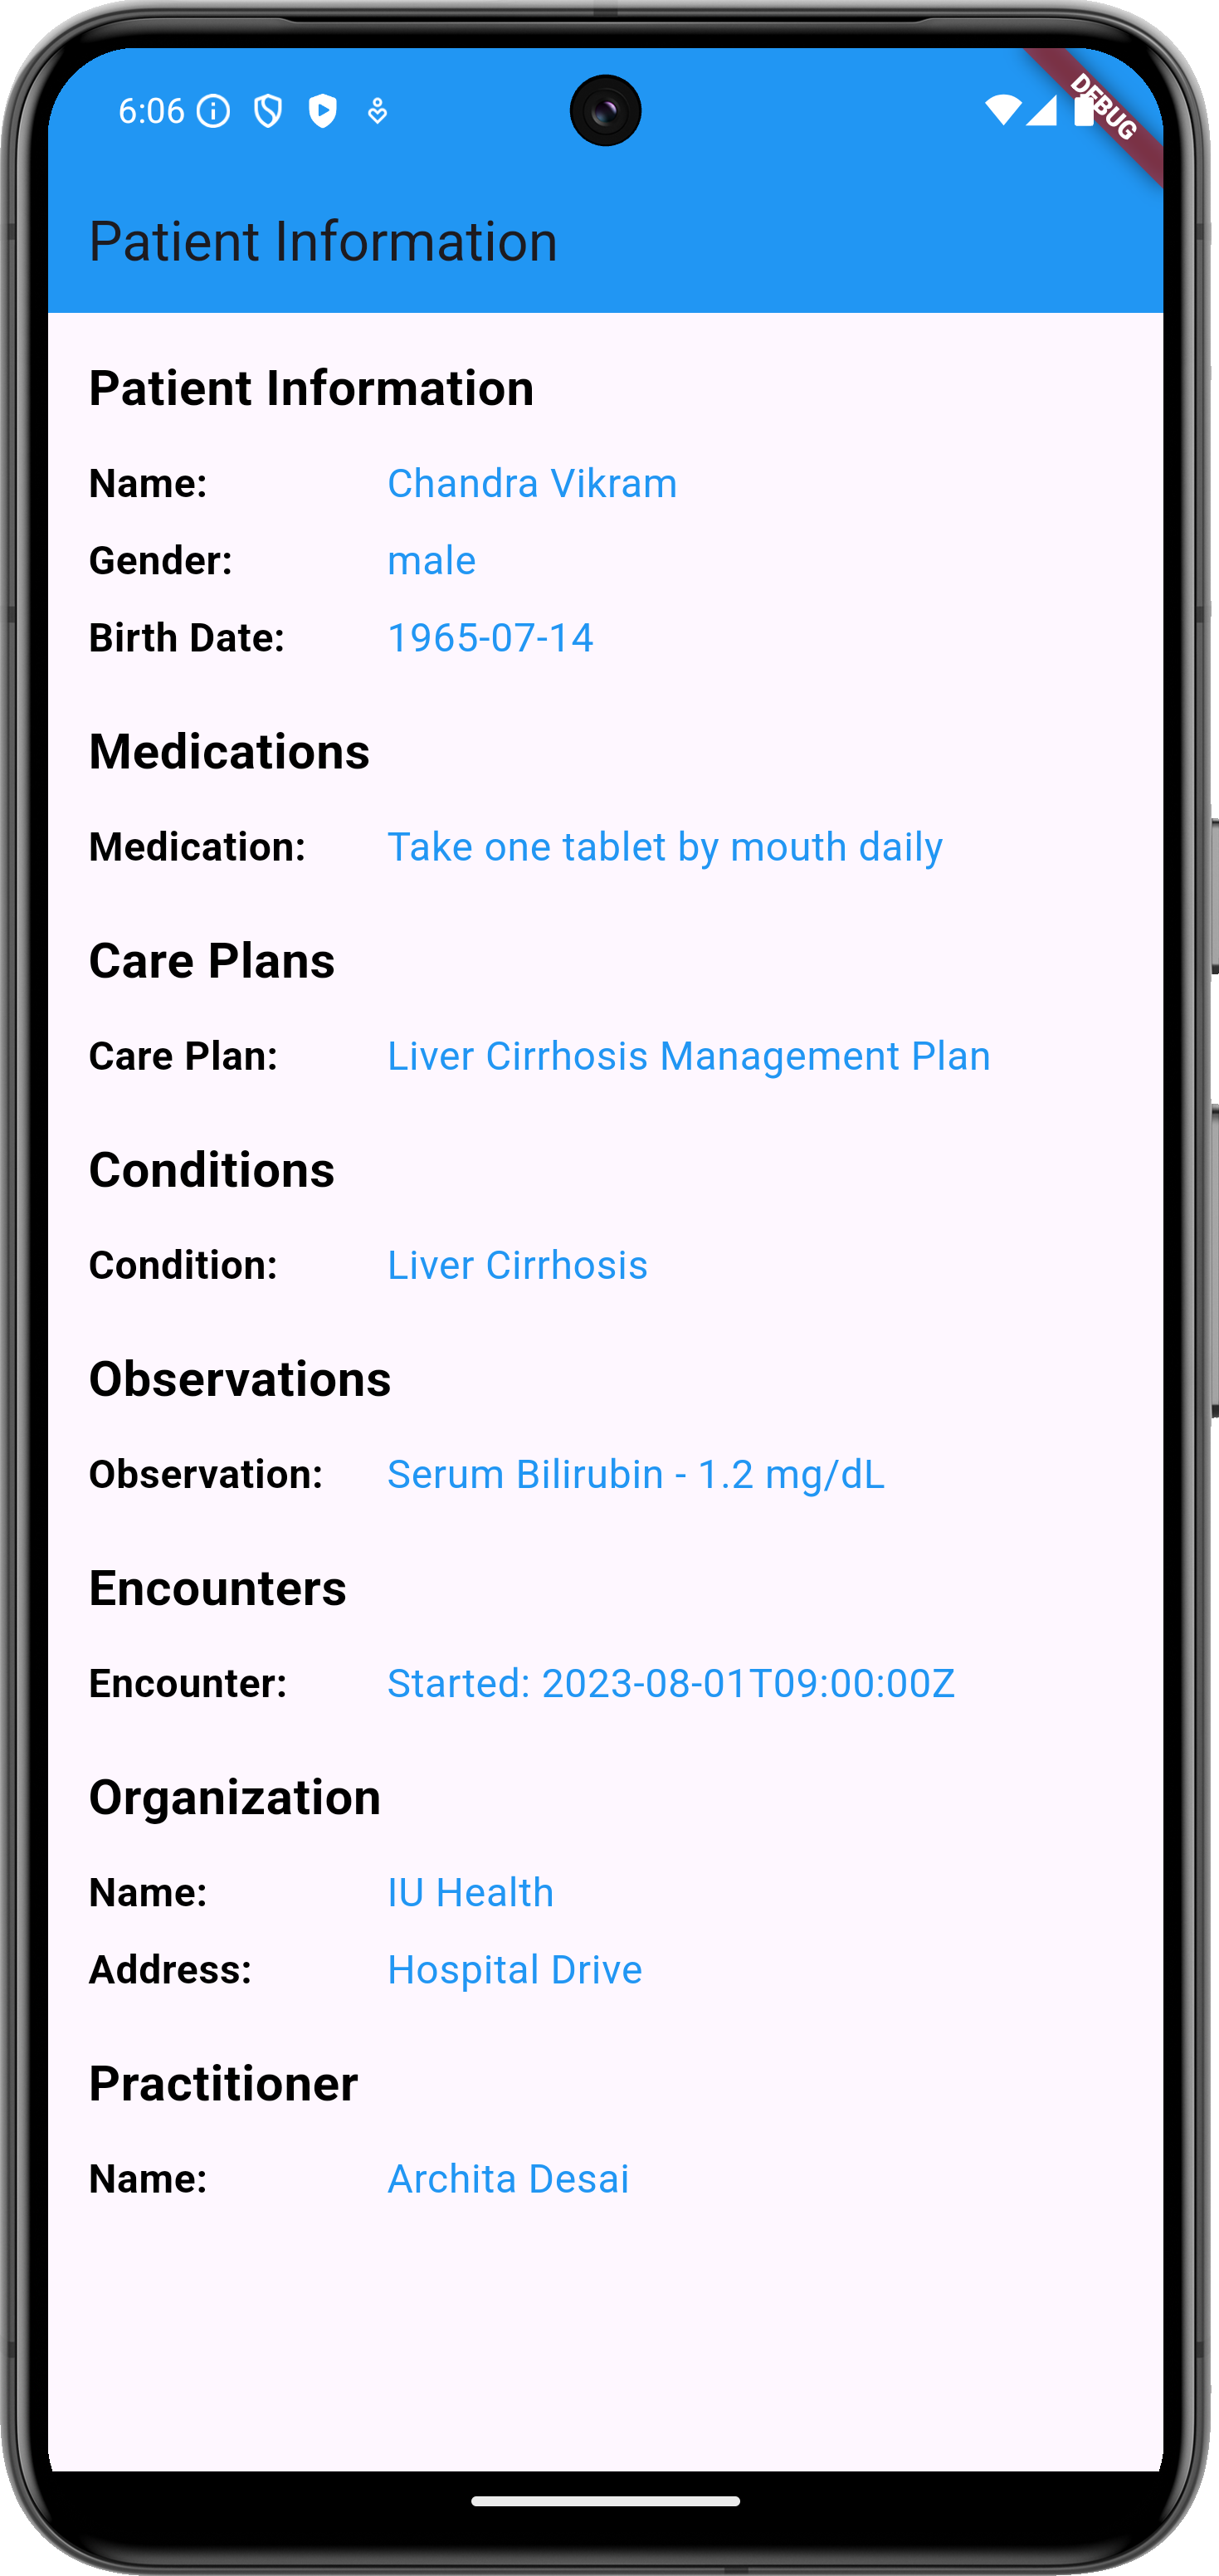 6:06
DEBUG
Patient Information
Patient Information
Name: Chandra Vikram
Gender: male
Birth Date: 1965-07-14
Medications
Medication: Take one tablet by mouth daily
Care Plans
Care Plan: Liver Cirrhosis Management Plan
Conditions
Condition: Liver Cirrhosis
Observations
Observation: Serum Bilirubin - 1.2 mg/dL
Encounters
Encounter: Started: 2023-08-01T09:00:00Z
Organization
Name: IU Health
Address: Hospital Drive
Practitioner
Name: Archita Desai